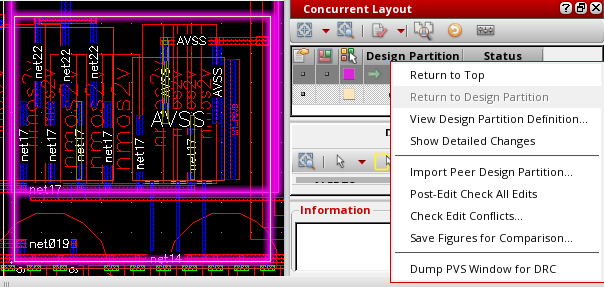 Concurrent Layout
Design Partition Status
Return to Top
Return to Design Partition
View Design Partition Definition...
Show Detailed Changes
Import Peer Design Partition...
Post-Edit Check All Edits
Check Edit Conflicts...
Save Figures for Comparison...
Dump PVS Window for DRC
Information
net22
net22
net22
AVSS
AVSS
AVSS
nmos2v
nmos2v
nmos2v
net17
net17
net17
net17
net17
net17
net019
net14